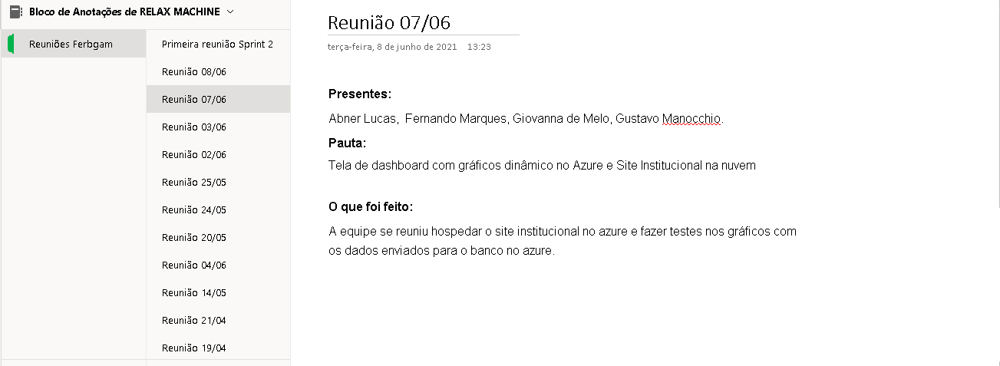 Bloco de Anotações de RELAX MACHINE
Reuniões Ferbgam
Primeira reunião Sprint 2
Reunião 08/06
Reunião 07/06
Reunião 03/06
Reunião 02/06
Reunião 25/05
Reunião 24/05
Reunião 20/05
Reunião 04/06
Reunião 14/05
Reunião 21/04
Reunião 19/04
Reunião 07/06
terça-feira, 8 de junho de 2021 13:23
Presentes:
Abner Lucas, Fernando Marques, Giovanna de Melo, Gustavo Manocchio.
Pauta:
Tela de dashboard com gráficos dinâmico no Azure e Site Institucional na nuvem
O que foi feito:
A equipe se reuniu hospedar o site institucional no azure e fazer testes nos gráficos com
os dados enviados para o banco no azure.